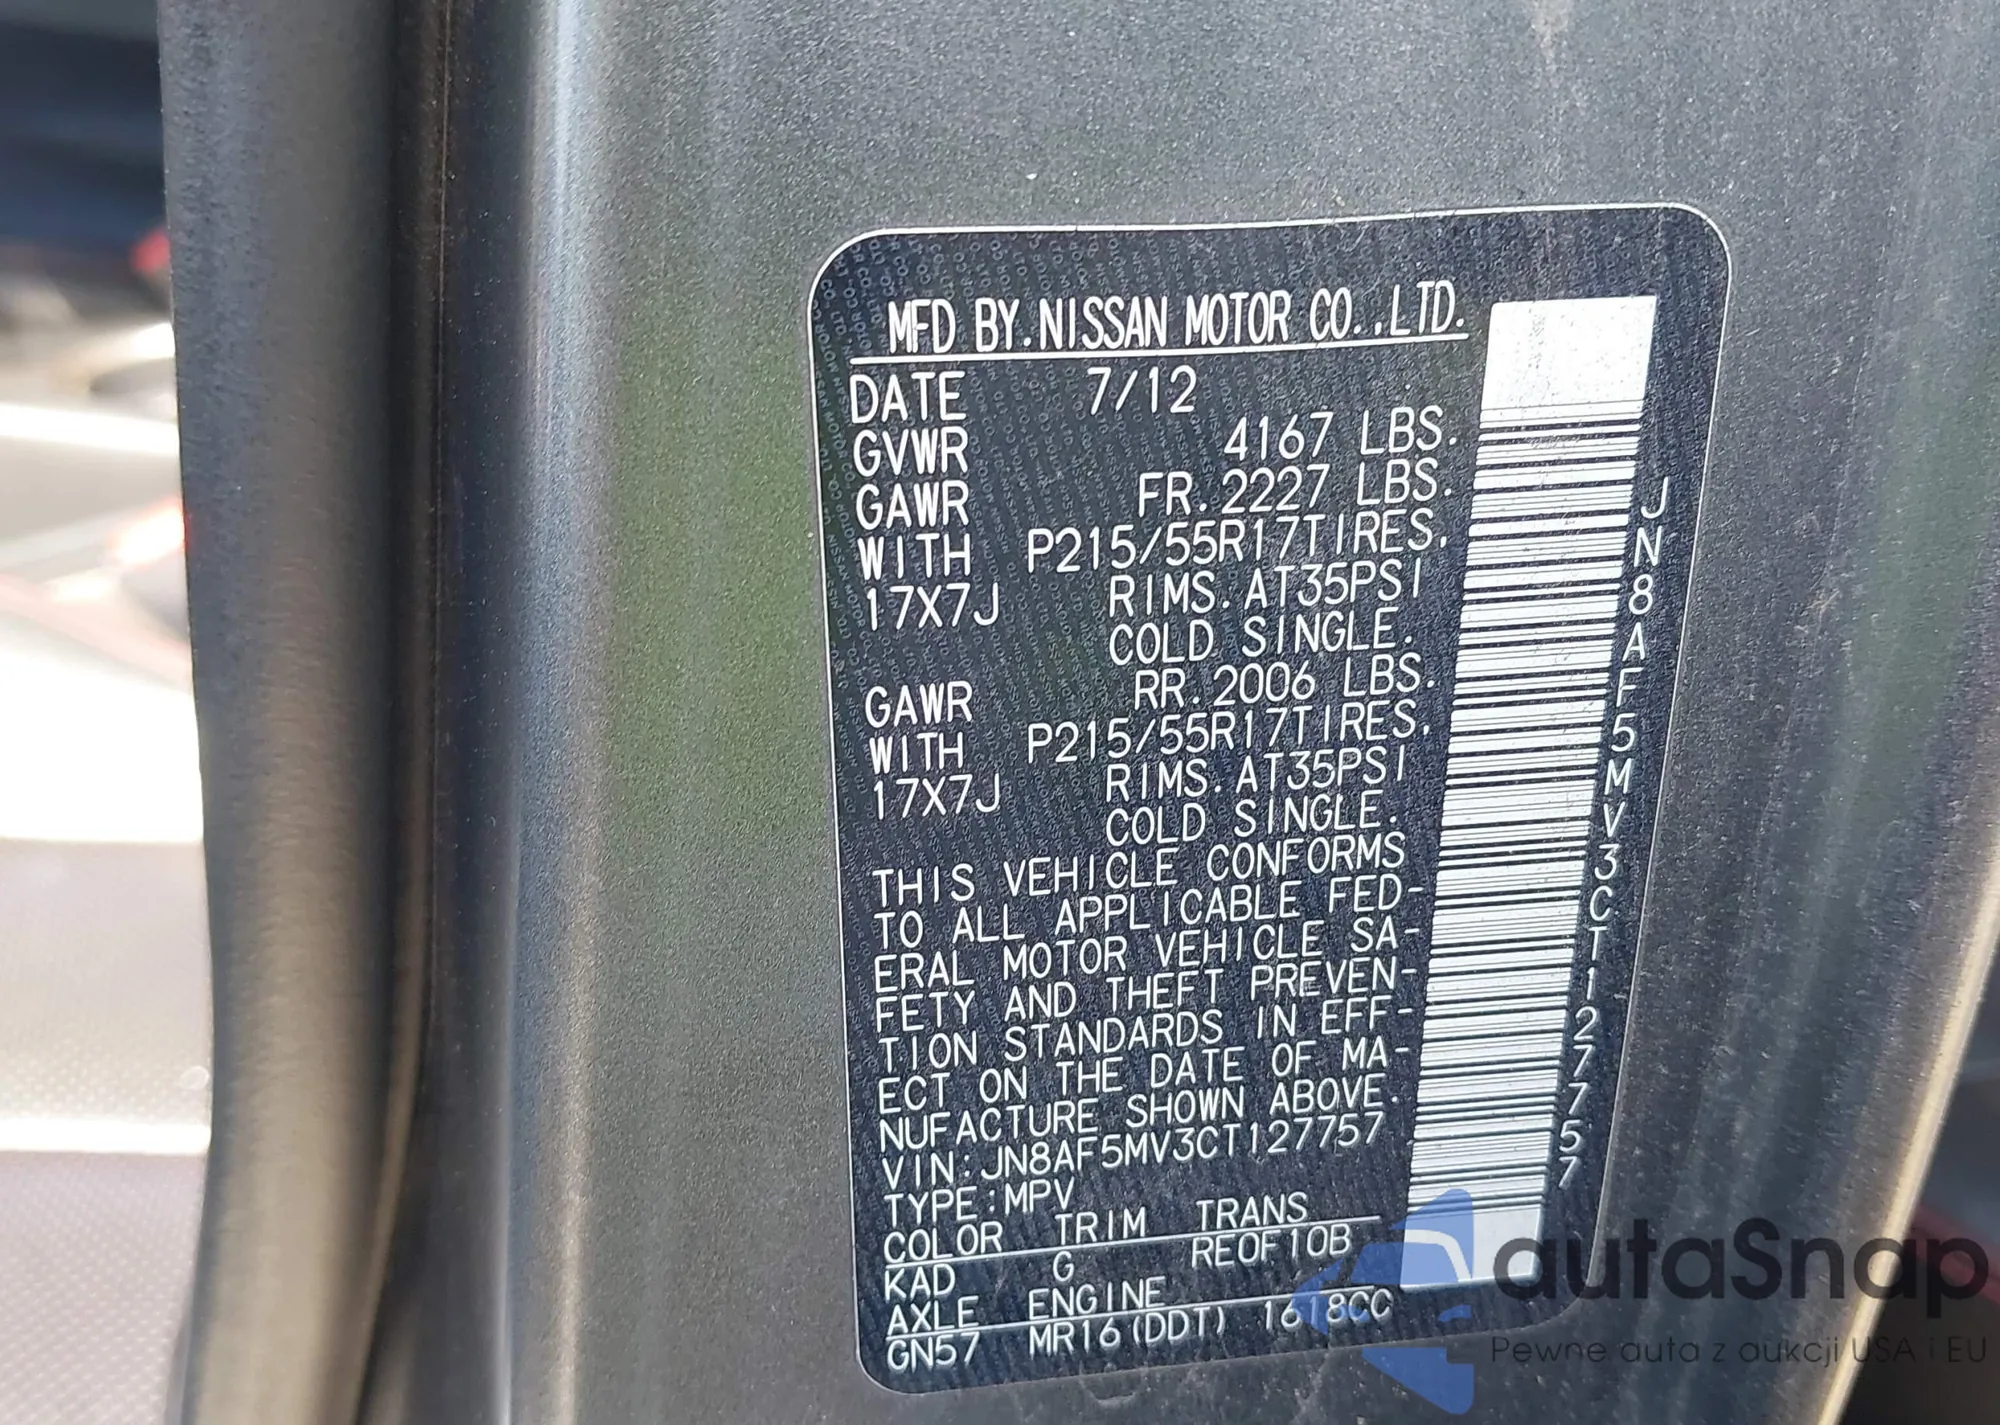 MFD BY.NISSAN MOTOR CO.,LTD.
DATE 7/12
GVWR 4167 LBS.
GAWR FR.2227 LBS.
WITH P215/55R17TIRES.
17X7J RIMS.AT35PSI
COLD SINGLE.
GAWR RR.2006 LBS.
WITH P215/55R17TIRES.
17X7J RIMS.AT35PSI
COLD SINGLE.
THIS VEHICLE CONFORMS
TO ALL APPLICABLE FED-
ERAL MOTOR VEHICLE SA-
FETY AND THEFT PREVEN-
TION STANDARDS IN EFF-
ECT ON THE DATE OF MA-
NUFACTURE SHOWN ABOVE.
VIN:JN8AF5MV3CT127757
TYPE:MPV
COLOR TRIM TRANS
KAD G RE0F10B
AXLE ENGINE
GN57 MR16(DDT) 1618CC
JN8AF5MV3CT127757
autaSnap
Pewne auta z aukcji USA i EU